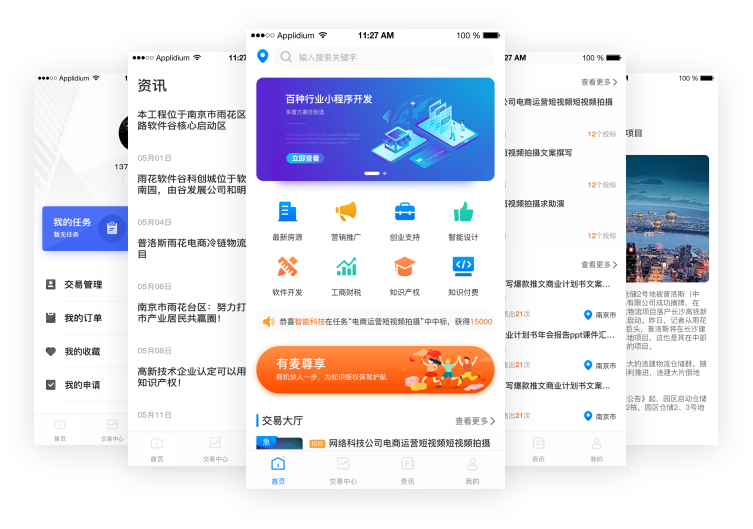 ●●●○○ Applidium
我的任务
暂无任务
交易管理
我的订单
我的收藏
我的申请
首页
交易中心
●●●○○ Applidium
11:27
资讯
本工程位于南京市雨花区
路软件谷核心启动区
05月01日
雨花软件谷科创城位于软
南园，由谷发展公司和明
05月04日
普洛斯雨花电商冷链物流
目
05月06日
南京市雨花台区：努力打
市产业居民共赢圈！
05月08日
高新技术企业认定可以用
知识产权！
05月11日
首页
交易中心
●●●○○ Applidium
11:27 AM
100 %
输入搜索关键字
百种行业小程序开发
多套方案任你选
立即查看
最新房源
营销推广
创业支持
智能设计
软件开发
工商财税
知识产权
知识付费
恭喜智能科技在任务“电商运营短视频拍摄”中中标，获得15000
有麦尊享
商机快人一步，为知识版权保驾护航
交易大厅
查看更多
急
招标 网络科技公司电商运营短视频短视频拍摄
首页
交易中心
资讯
我的
27 AM
100 %
查看更多
公司电商运营短视频短视频拍摄
12个投标
短视频拍摄文案撰写
12个投标
短视频拍摄求助演
12个投标
查看更多
写爆款推文商业计划书文案...
售出21次
南京市
业计划书年会报告ppt课件汇...
售出21次
南京市
写爆款推文商业计划书文案...
售出21次
南京市
资讯
我的
100 %
项目
仓储2号地被普洛斯（中
有限公司成功摘牌，在
物流项目落户长沙高铁新
启动。昨日，记者从雨花
巨头，普洛斯将在长沙建
地项目，这也是其在中部
的项目。
大的违建物流仓储群。随
利推进，违建大片倒地
公告》起，园区启动仓储
2栋，园区仓储2、3号地